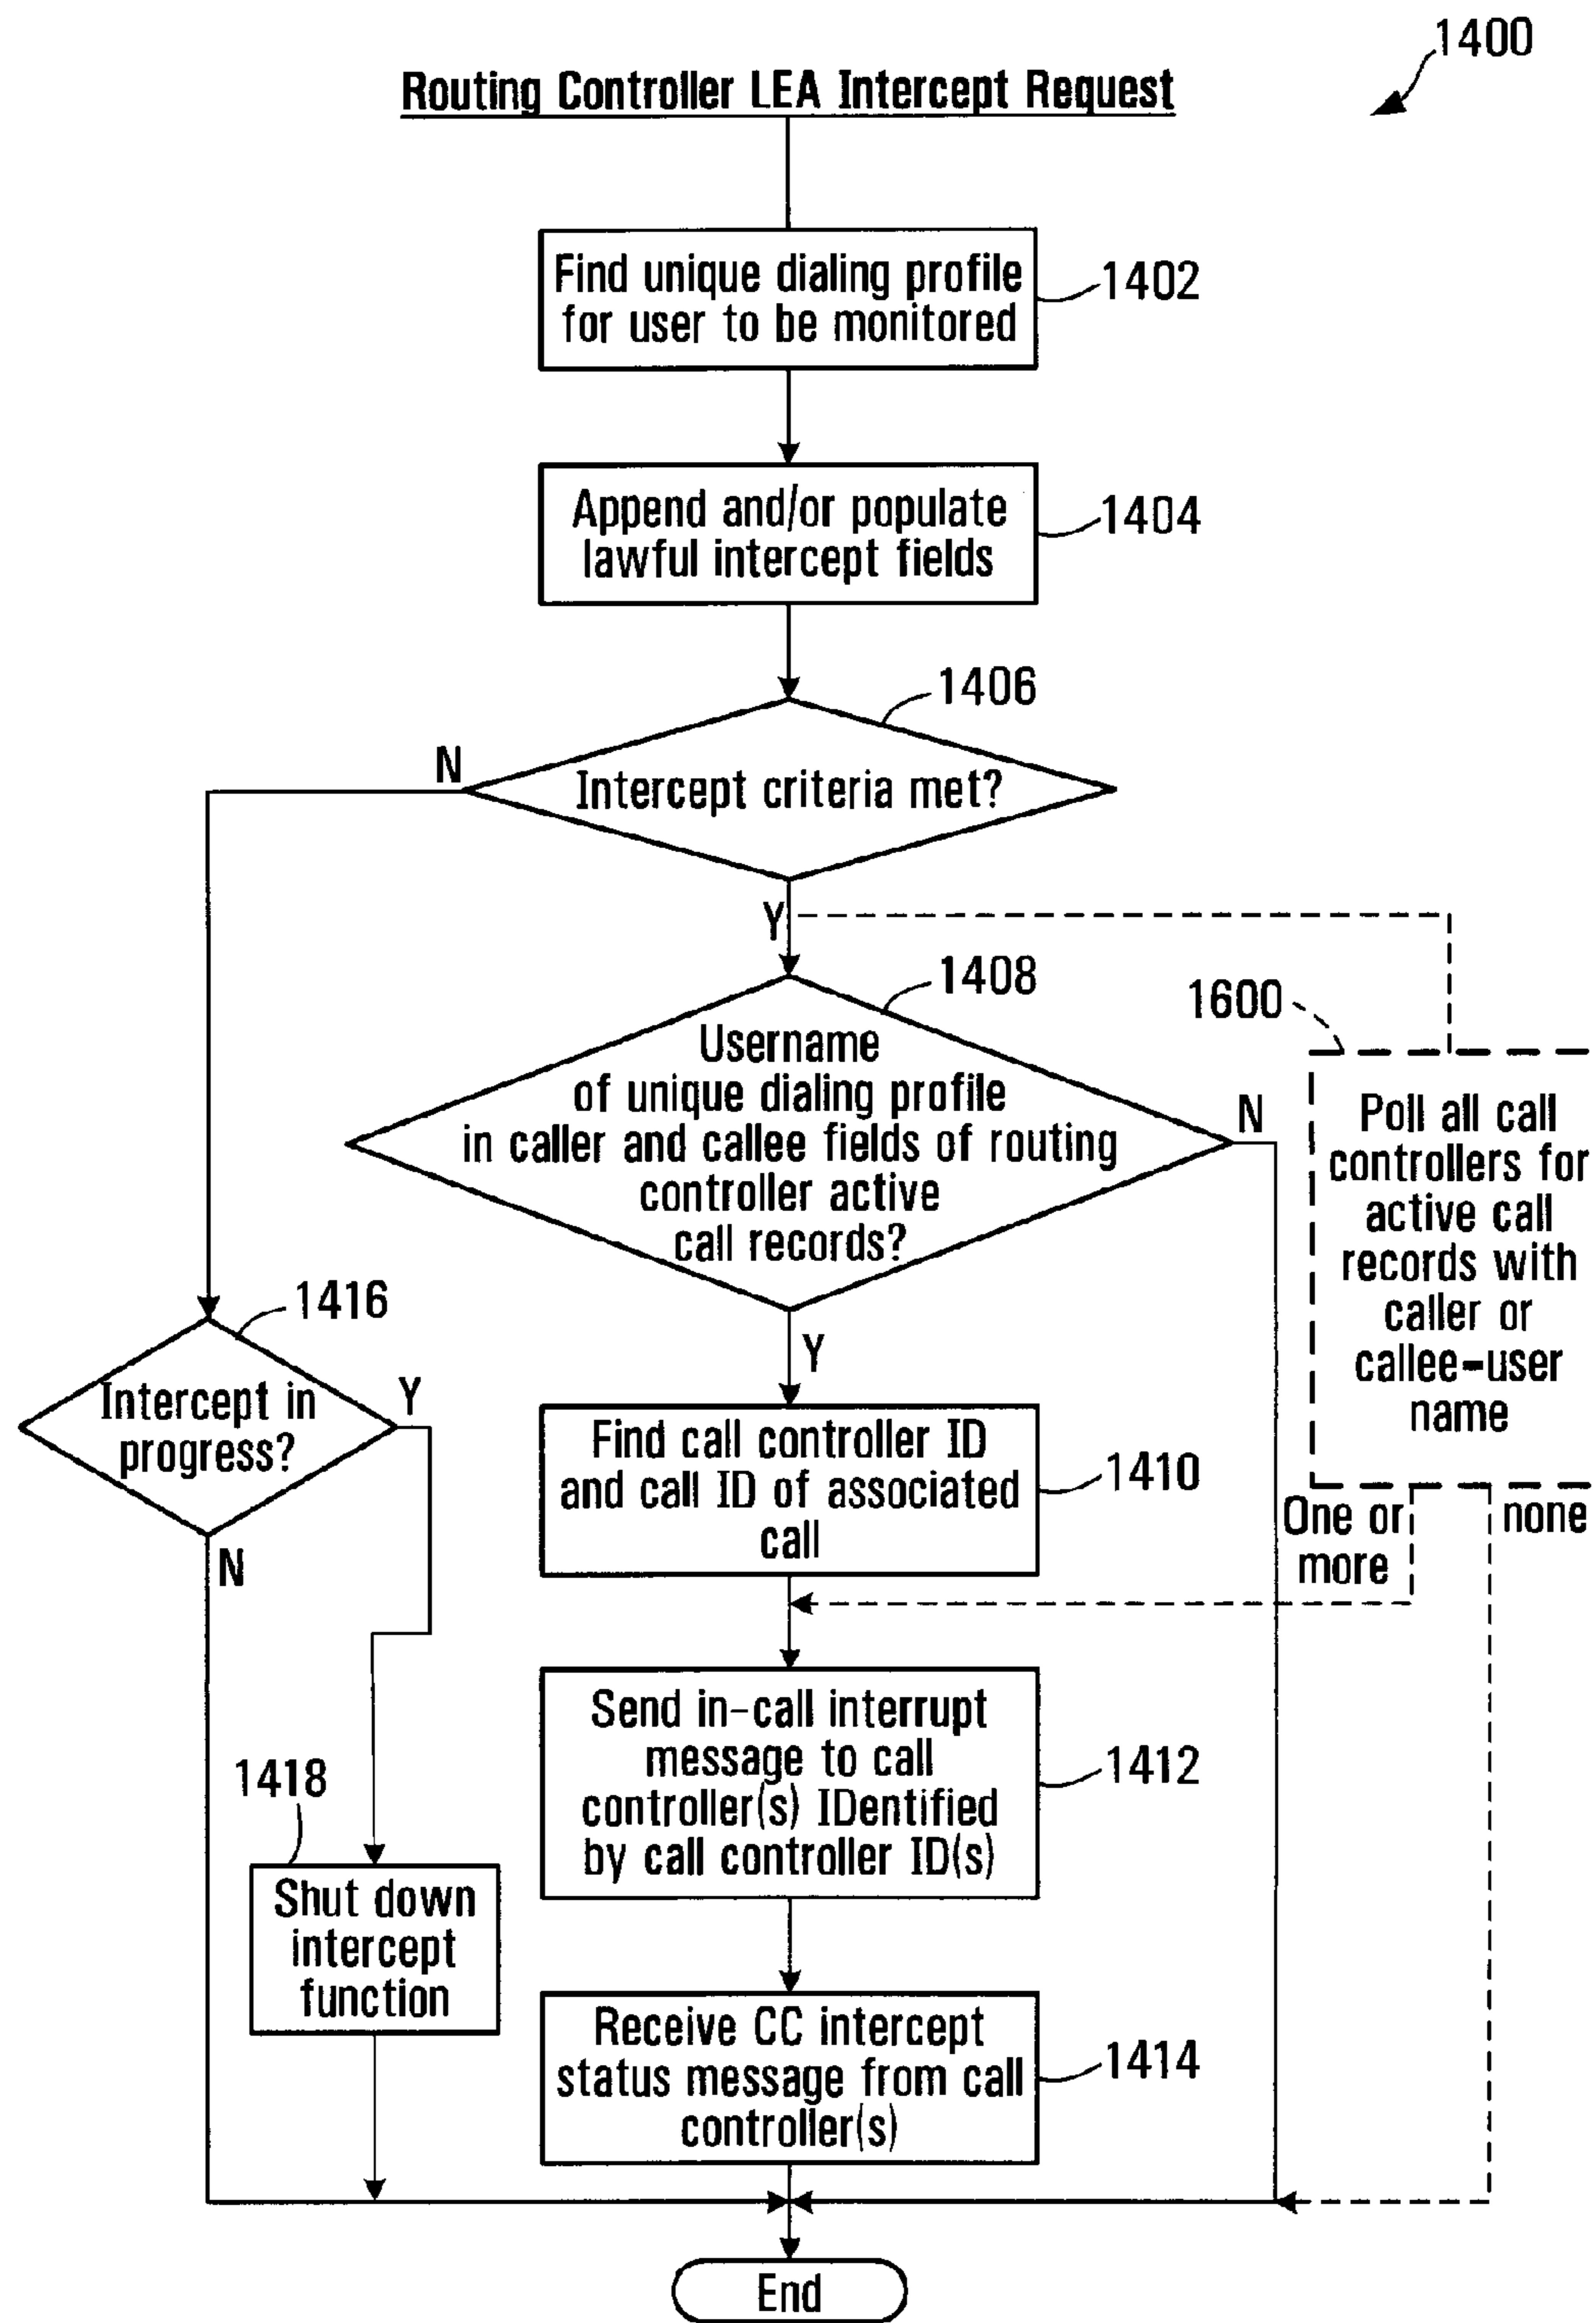 1400
Routing Controller LEA Intercept Request
Find unique dialing profile
for user to be monitored
1402
Append and/or populate
lawful intercept fields
1404
1406
Intercept criteria met?
N
Y
1408
Username
of unique dialing profile
in caller and callee fields of routing
controller active
call records?
N
Y
1600
Poll all call
controllers for
active call
records with
caller or
callee-user
name
One or
more
none
1416
Intercept in
progress?
Y
N
Find call controller ID
and call ID of associated
call
1410
Send in-call interrupt
message to call
controller(s) IDentified
by call controller ID(s)
1412
1418
Shut down
intercept
function
Receive CC intercept
status message from call
controller(s)
1414
End